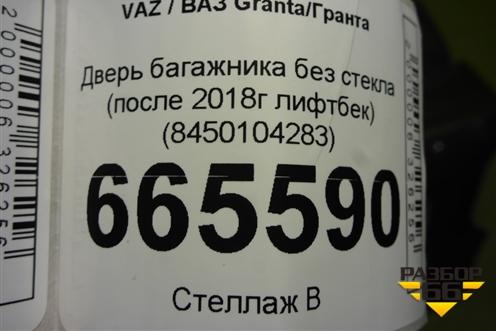 VAZ / ВАЗ Granta/Гранта
Дверь багажника без стекла
(после 2018г лифтбек)
(8450104283)
665590
Стеллаж В
РАЗБОР
66